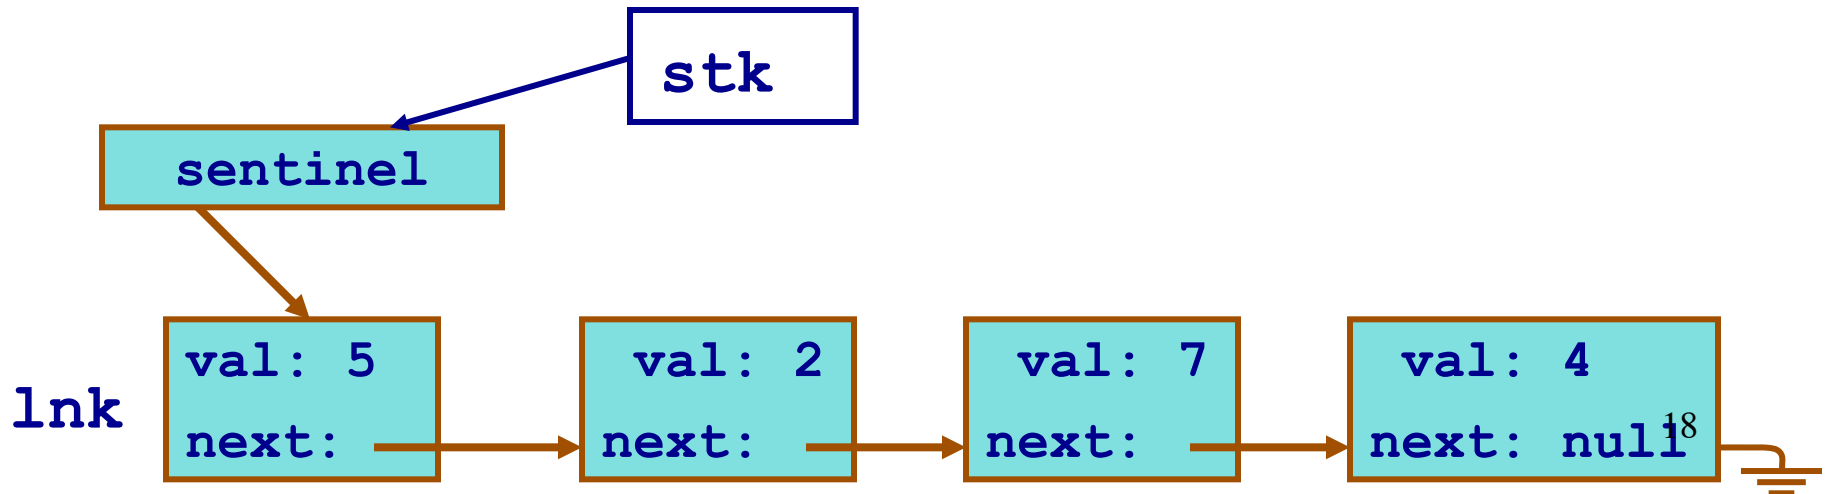 stk
sentinel
val: 5
next:
val: 2
next:
val: 7
next:
val: 4
next: null
lnk
18